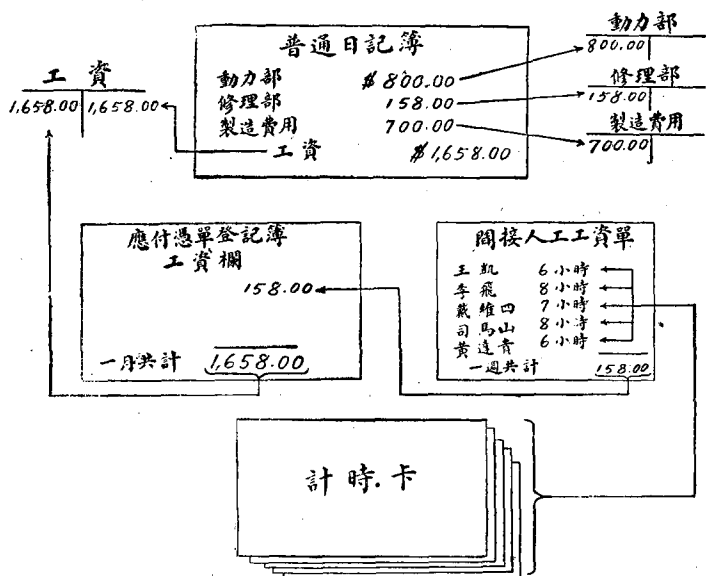 普通日記簿
動力部 $800.00
修理部 158.00
製造費用 700.00
工資 $1,658.00
工資
1,658.00 1,658.00
動力部
800.00
修理部
158.00
製造費用
700.00
應付憑單登記簿
工資欄
158.00
一月共計 1,658.00
間接人工工資單
王凱 6小時
李飛 8小時
戴維四 7小時
司馬山 8小時
黃達青 6小時
一週共計 158.00
計時卡